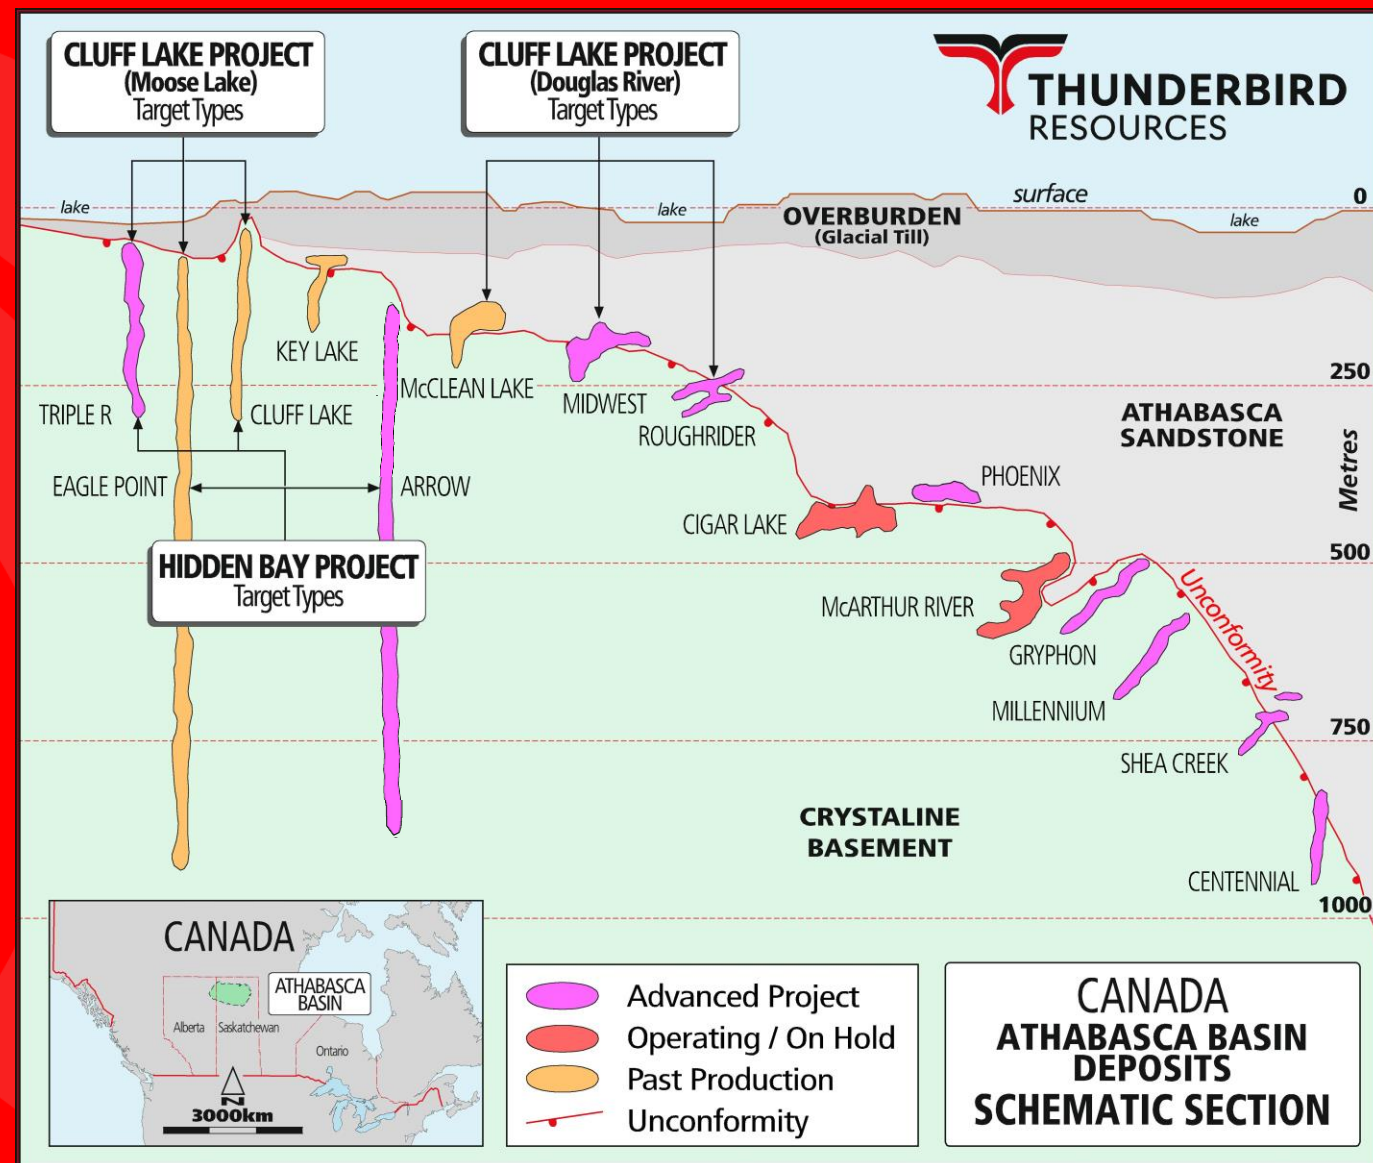 CLUFF LAKE PROJECT
(Moose Lake)
Target Types
CLUFF LAKE PROJECT
(Douglas River)
Target Types
THUNDERBIRD
RESOURCES
lake
lake
surface
0
OVERBURDEN
(Glacial Till)
lake
KEY LAKE
250
McCLEAN LAKE
MIDWEST
TRIPLE R
CLUFF LAKE
ROUGHRIDER
ATHABASCA
SANDSTONE
Metres
EAGLE POINT
ARROW
PHOENIX
CIGAR LAKE
500
HIDDEN BAY PROJECT
Target Types
McARTHUR RIVER
Unconformity
GRYPHON
MILLENNIUM
750
SHEA CREEK
CRYSTALINE
BASEMENT
CENTENNIAL
1000
CANADA
ATHABASCA
BASIN
Alberta
Saskatchewan
Ontario
N
3000km
Advanced Project
Operating / On Hold
Past Production
Unconformity
CANADA
ATHABASCA BASIN
DEPOSITS
SCHEMATIC SECTION